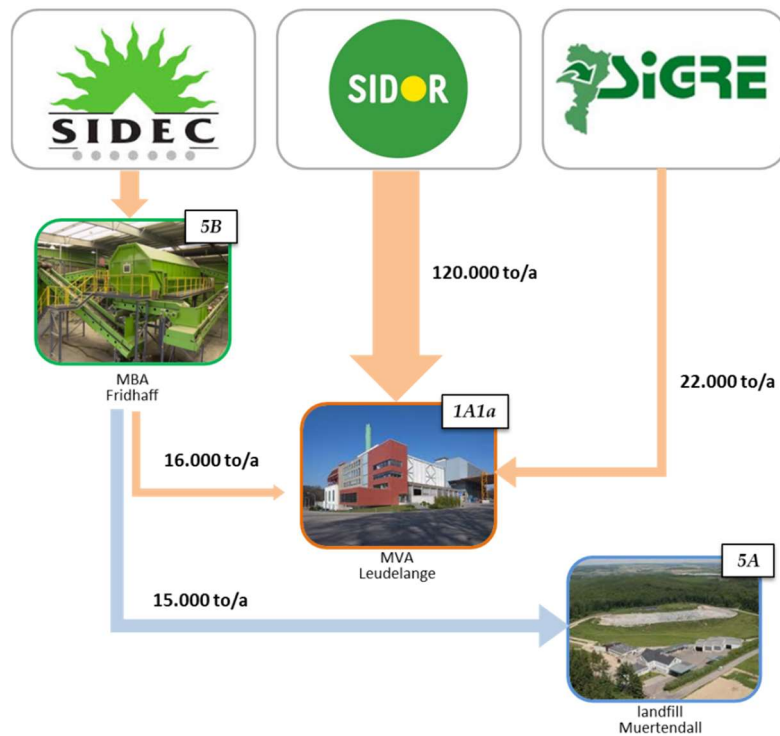 SIDEC
SIDOR
SiGRE
5B
120.000 to/a
MBA
Fridhaff
22.000 to/a
1A1a
16.000 to/a
MVA
Leudelange
5A
15.000 to/a
landfill
Muertendall